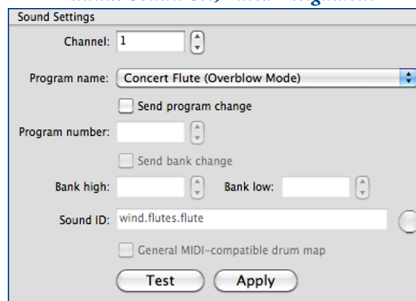 Sound Settings
Channel: 1
Program name: Concert Flute (Overblow Mode)
Send program change
Program number:
Send bank change
Bank high: Bank low:
Sound ID: wind.flutes.flute
General MIDI-compatible drum map
Test Apply